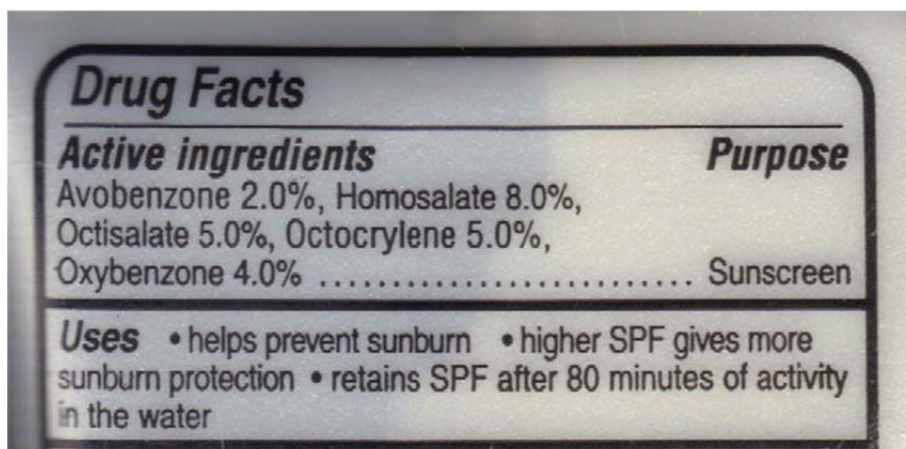 Drug Facts
Active ingredients Purpose
Avobenzone 2.0%, Homosalate 8.0%,
Octisalate 5.0%, Octocrylene 5.0%,
Oxybenzone 4.0% ............................ Sunscreen
Uses • helps prevent sunburn • higher SPF gives more
sunburn protection • retains SPF after 80 minutes of activity
in the water